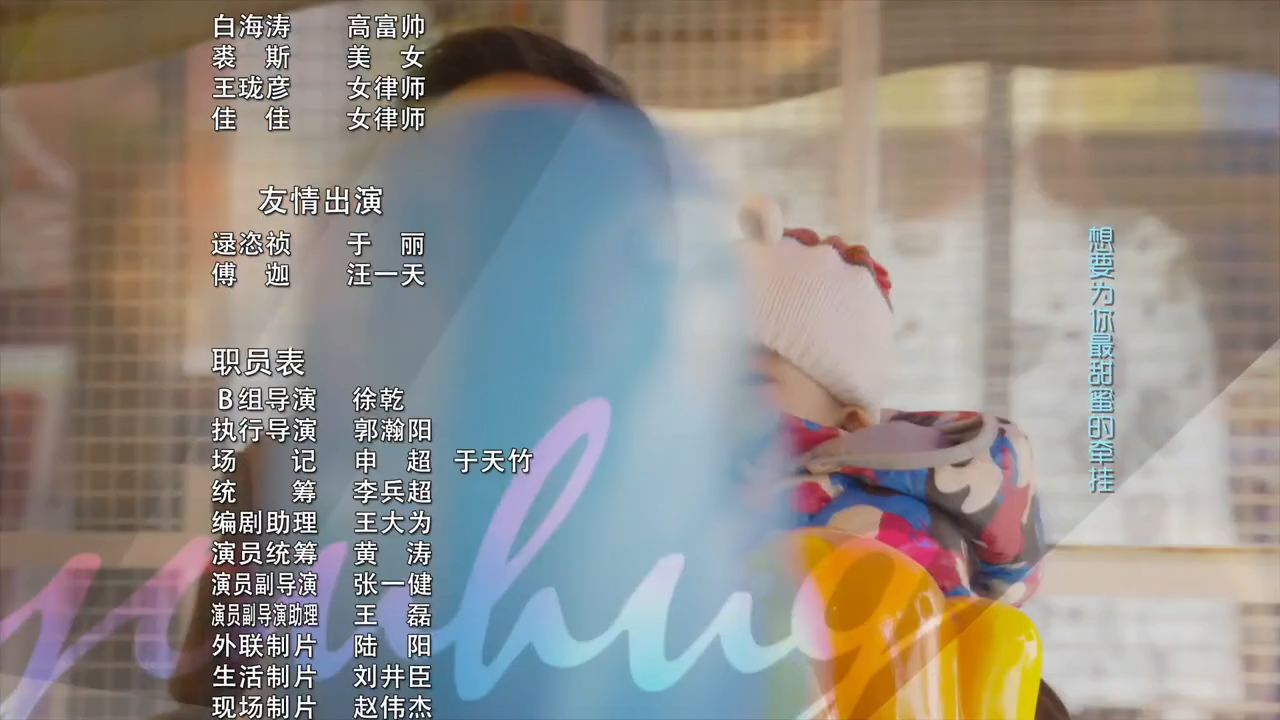 白海涛 高富帅
裘斯 美女
王珑彦 女律师
佳佳 女律师
友情出演
逯恣祯 于丽
傅迦 汪一天
职员表
B组导演 徐乾
执行导演 郭瀚阳
场记 申超 于天竹
统筹 李兵超
编剧助理 王大为
演员统筹 黄涛
演员副导演 张一健
演员副导演助理 王磊
外联制片 陆阳
生活制片 刘井臣
现场制片 赵伟杰
想要为你最甜蜜的牵挂